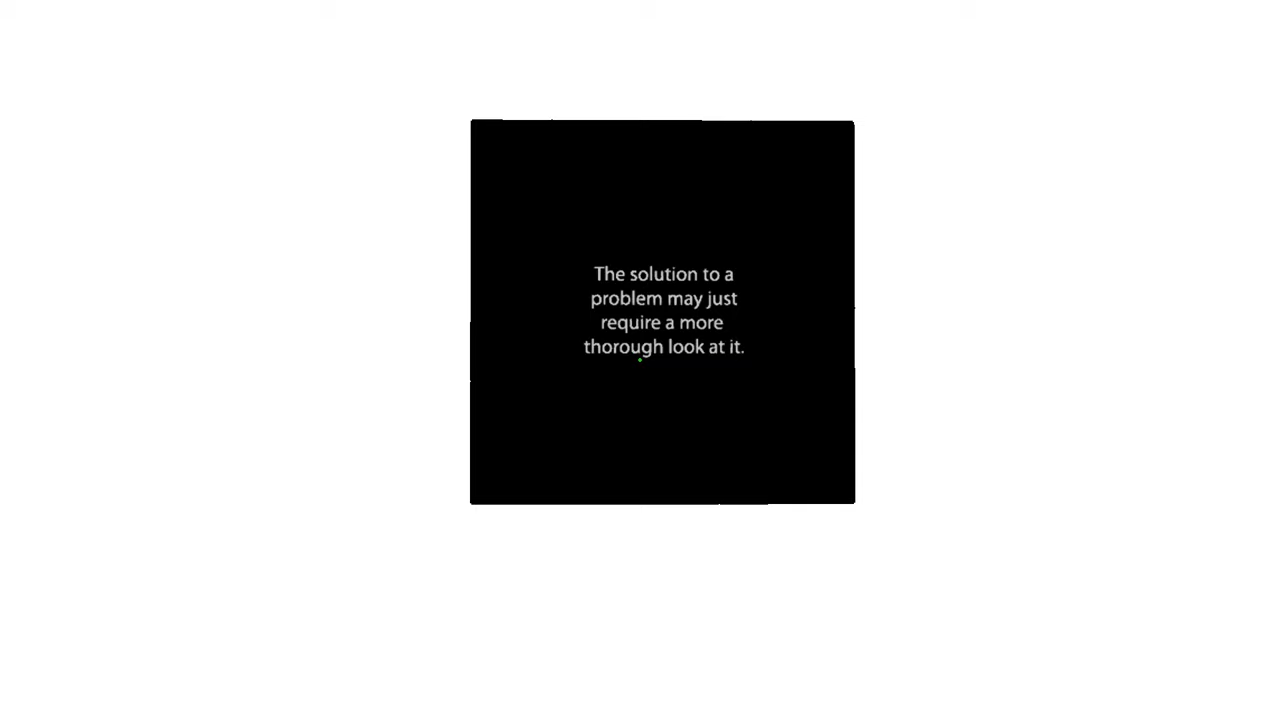 The solution to a
problem may just
require a more
thorough look at it.